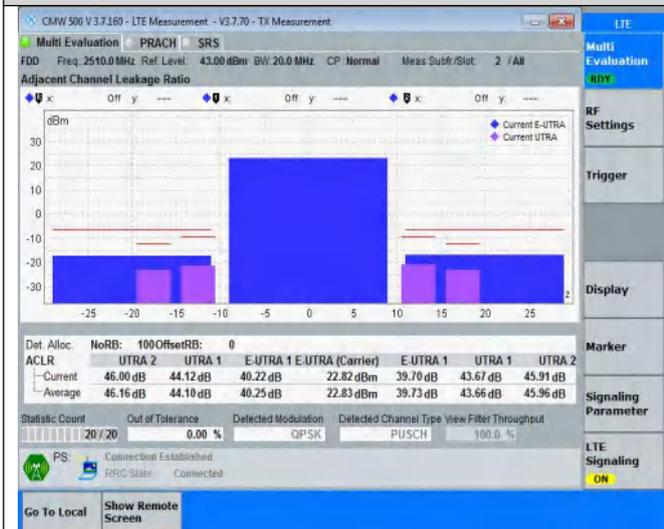 CMW 500 V 3.7.160 - LTE Measurement - V3.7.70 - TX Measurement
LTE
Multi Evaluation PRACH SRS
Multi Evaluation
RDY
FDD Freq.: 2510.0 MHz Ref. Level: 43.00 dBm BW: 20.0 MHz CP: Normal Meas Subfr./Slot: 2 / All
Adjacent Channel Leakage Ratio
x: Off y: --- x: Off y: --- x: Off y: ---
dBm
Current E-UTRA
Current UTRA
RF Settings
Trigger
30
20
10
0
-10
-20
-30
-25 -20 -15 -10 -5 0 5 10 15 20 25
Display
Det. Alloc. NoRB: 100 OffsetRB: 0
Marker
ACLR UTRA 2 UTRA 1 E-UTRA 1 E-UTRA (Carrier) E-UTRA 1 UTRA 1 UTRA 2
Current 46.00 dB 44.12 dB 40.22 dB 22.82 dBm 39.70 dB 43.67 dB 45.91 dB
Average 46.16 dB 44.10 dB 40.25 dB 22.83 dBm 39.73 dB 43.66 dB 45.96 dB
Signaling Parameter
Statistic Count Out of Tolerance Detected Modulation Detected Channel Type View Filter Throughput
20 / 20 0.00 % QPSK PUSCH 100.0 %
PS: Connection Established
RRC State: Connected
LTE Signaling
ON
Go To Local
Show Remote Screen